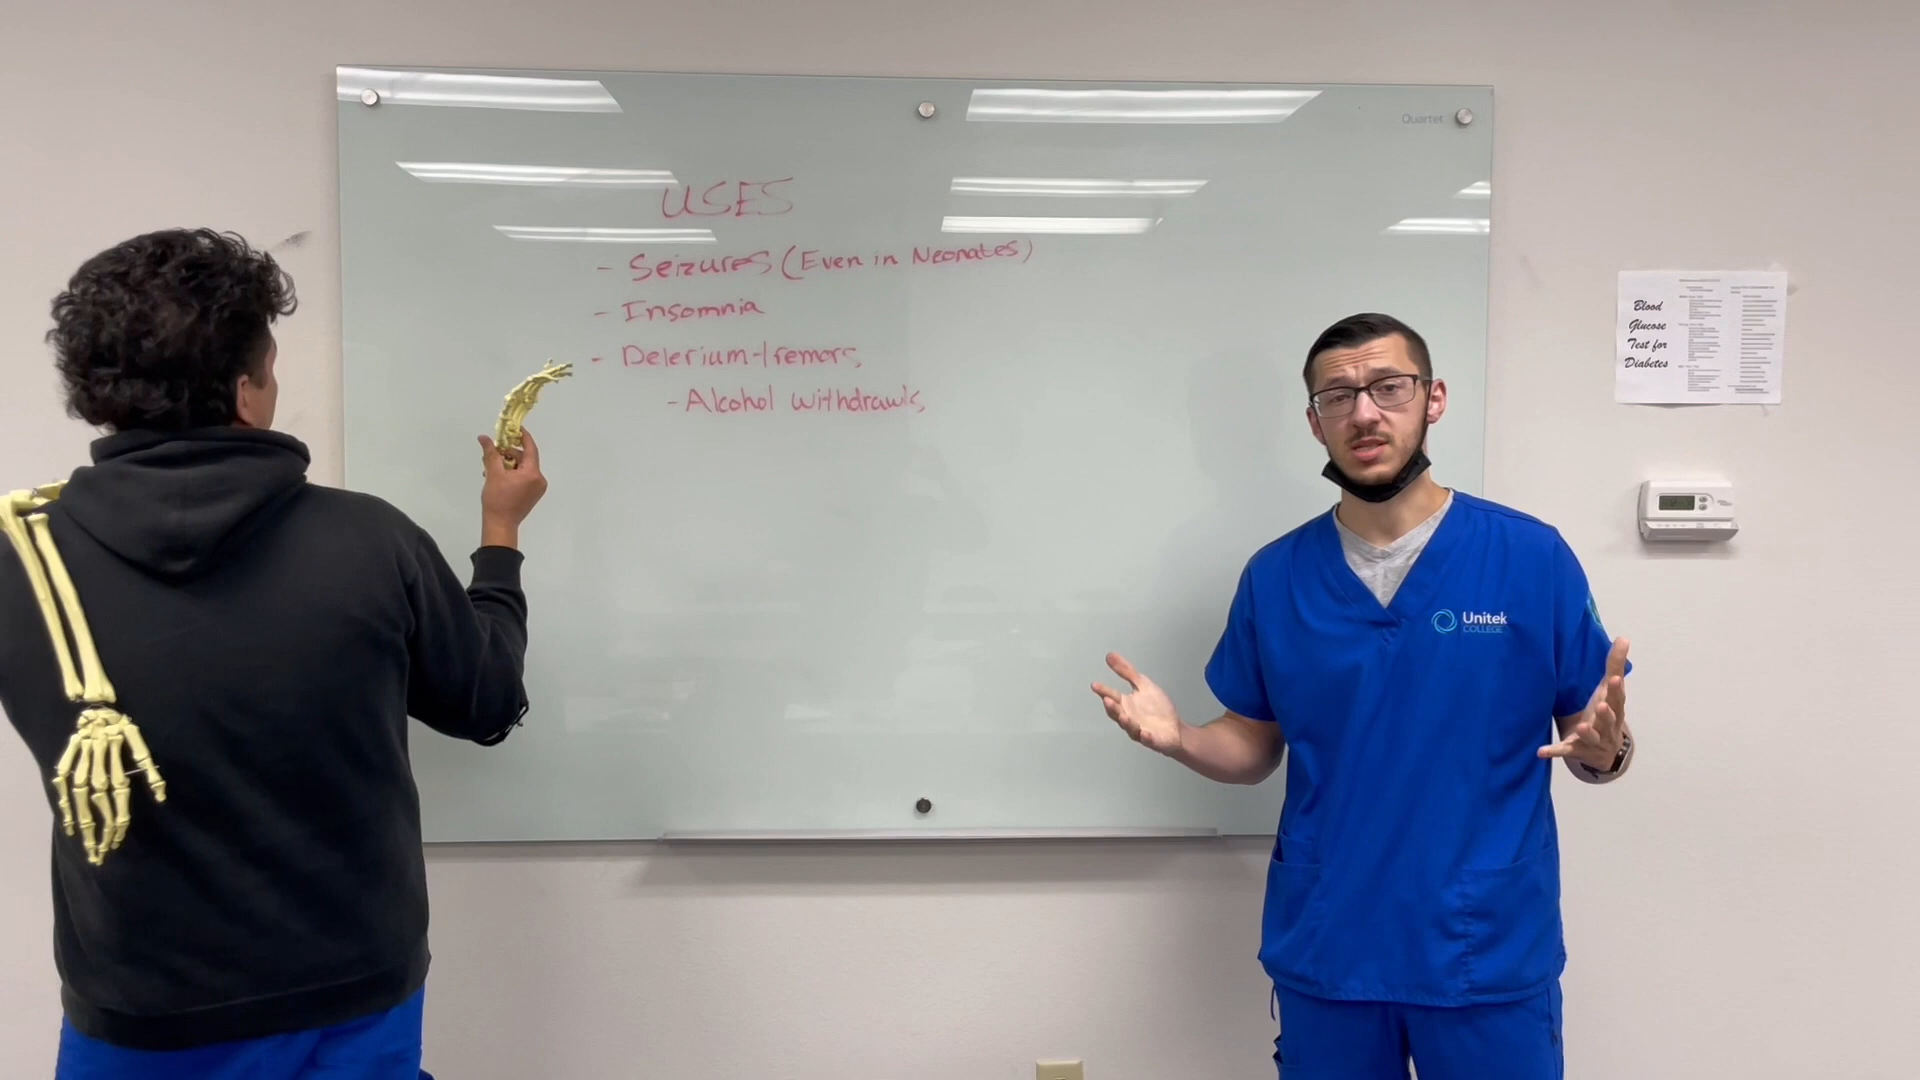 Quartet
USES
- Seizures (Even in Neonates)
- Insomnia
- Delerium-tremors
- Alcohol withdrawls
Blood
Glucose
Test for
Diabetes
Unitek
COLLEGE